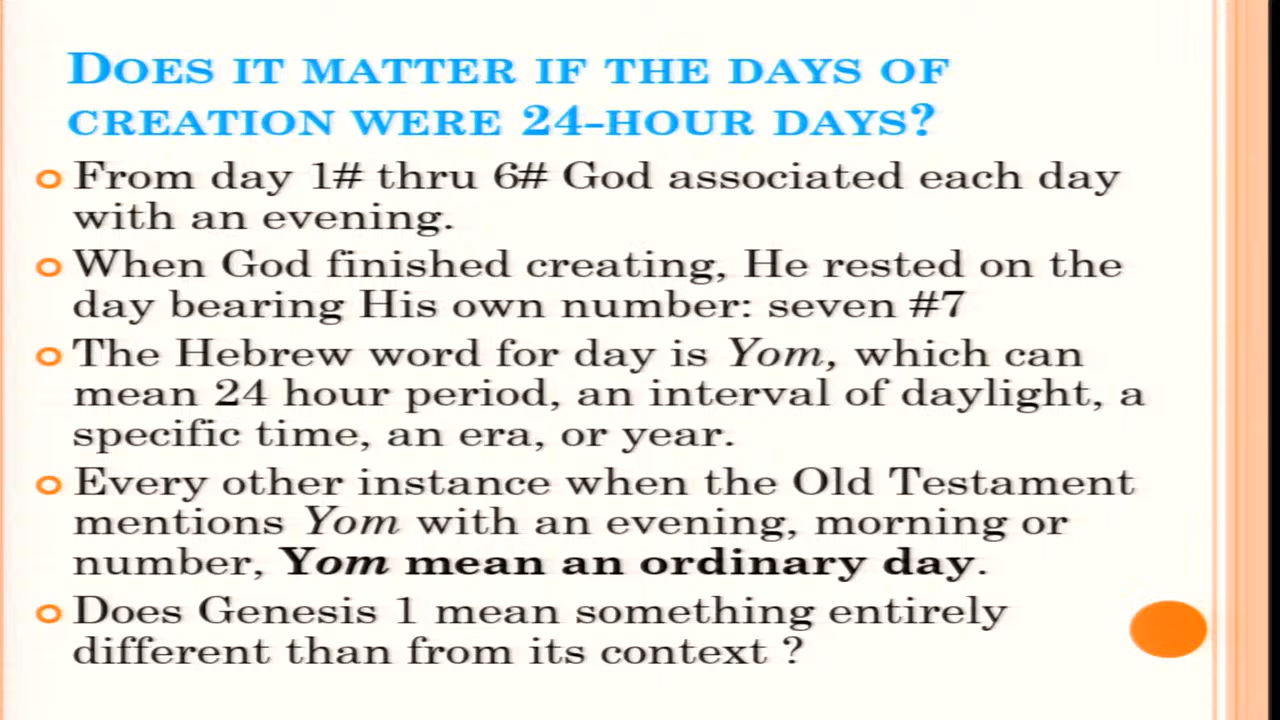 DOES IT MATTER IF THE DAYS OF
CREATION WERE 24-HOUR DAYS?
From day 1# thru 6# God associated each day
with an evening.
When God finished creating, He rested on the
day bearing His own number: seven #7
The Hebrew word for day is Yom, which can
mean 24 hour period, an interval of daylight, a
specific time, an era, or year.
Every other instance when the Old Testament
mentions Yom with an evening, morning or
number, Yom mean an ordinary day.
Does Genesis 1 mean something entirely
different than from its context ?